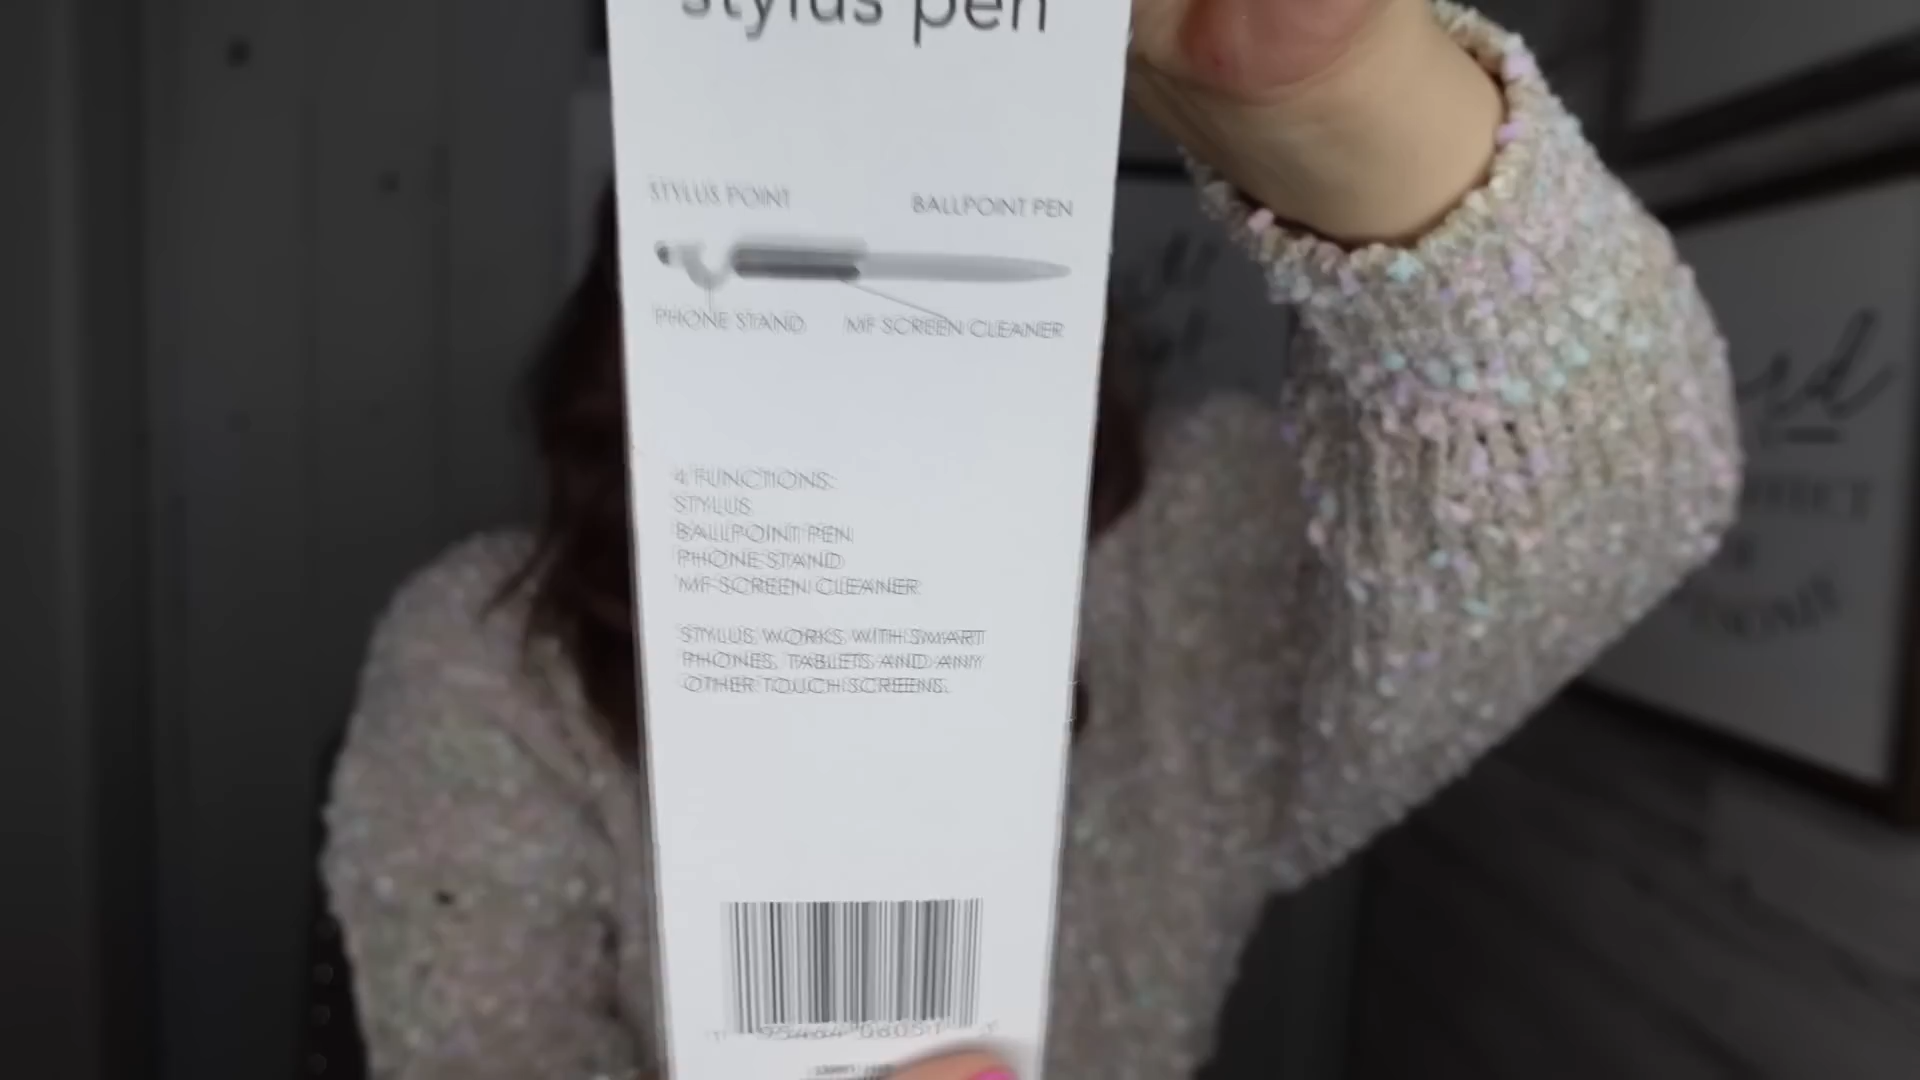 stylus pen
STYLUS POINT
BALLPOINT PEN
PHONE STAND
MF SCREEN CLEANER
4 FUNCTIONS:
STYLUS
BALLPOINT PEN
PHONE STAND
MF SCREEN CLEANER
STYLUS WORKS WITH SMART
PHONES, TABLETS AND ANY
OTHER TOUCH SCREENS.